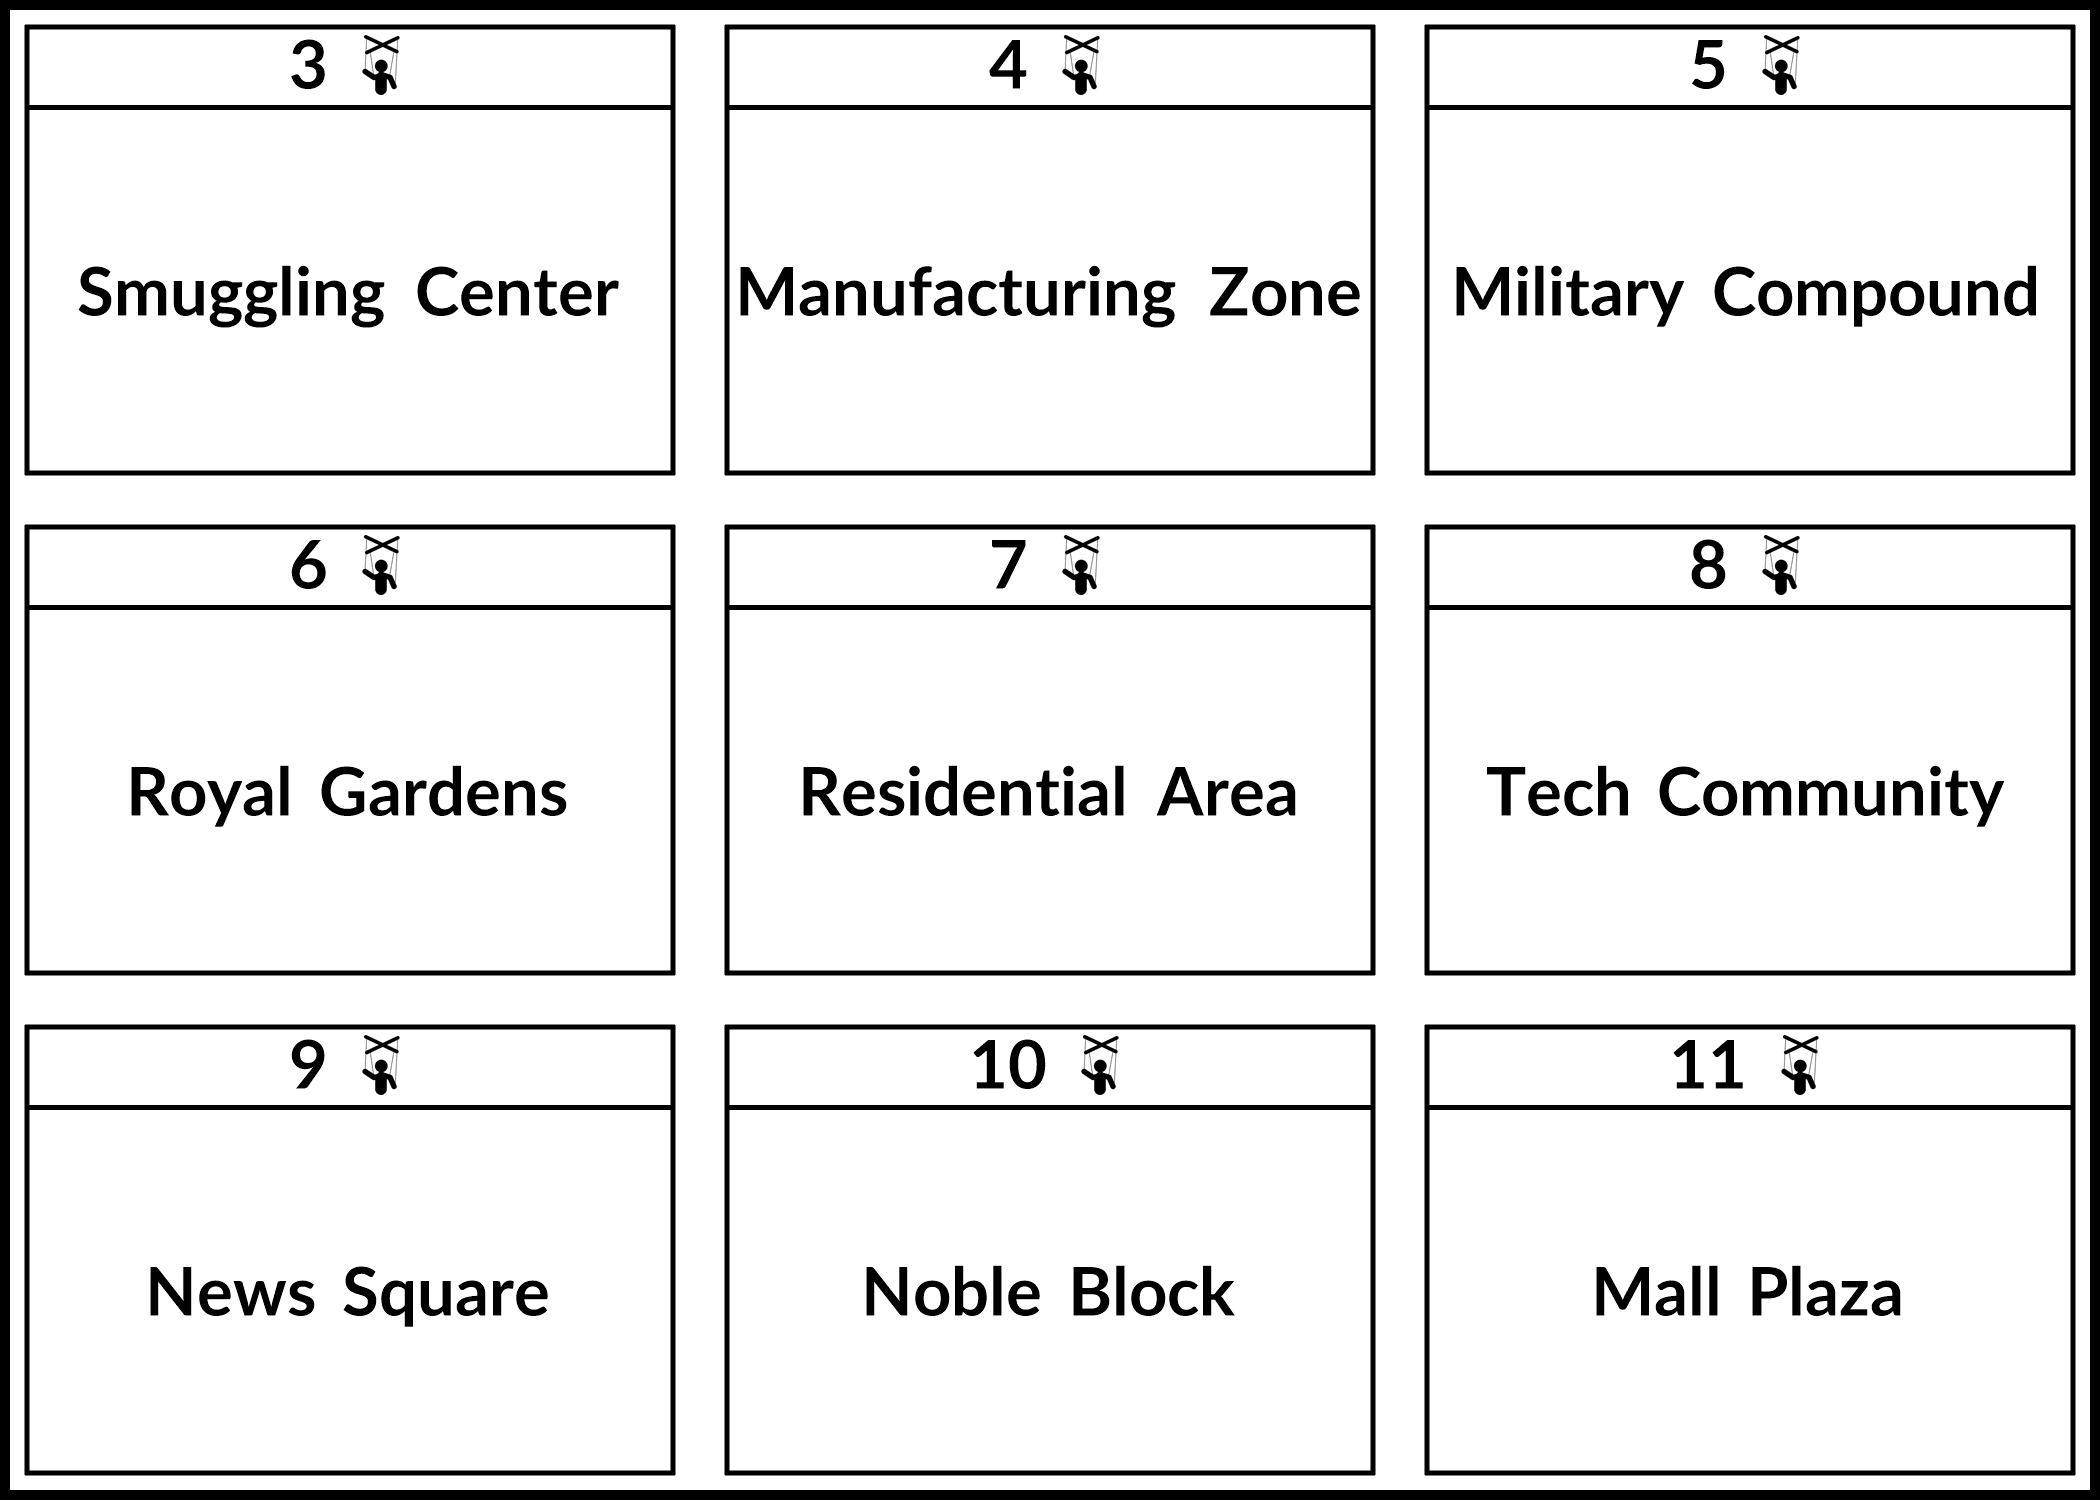 3
4
5
Smuggling Center
Manufacturing Zone
Military Compound
6
7
8
Royal Gardens
Residential Area
Tech Community
9
10
11
News Square
Noble Block
Mall Plaza